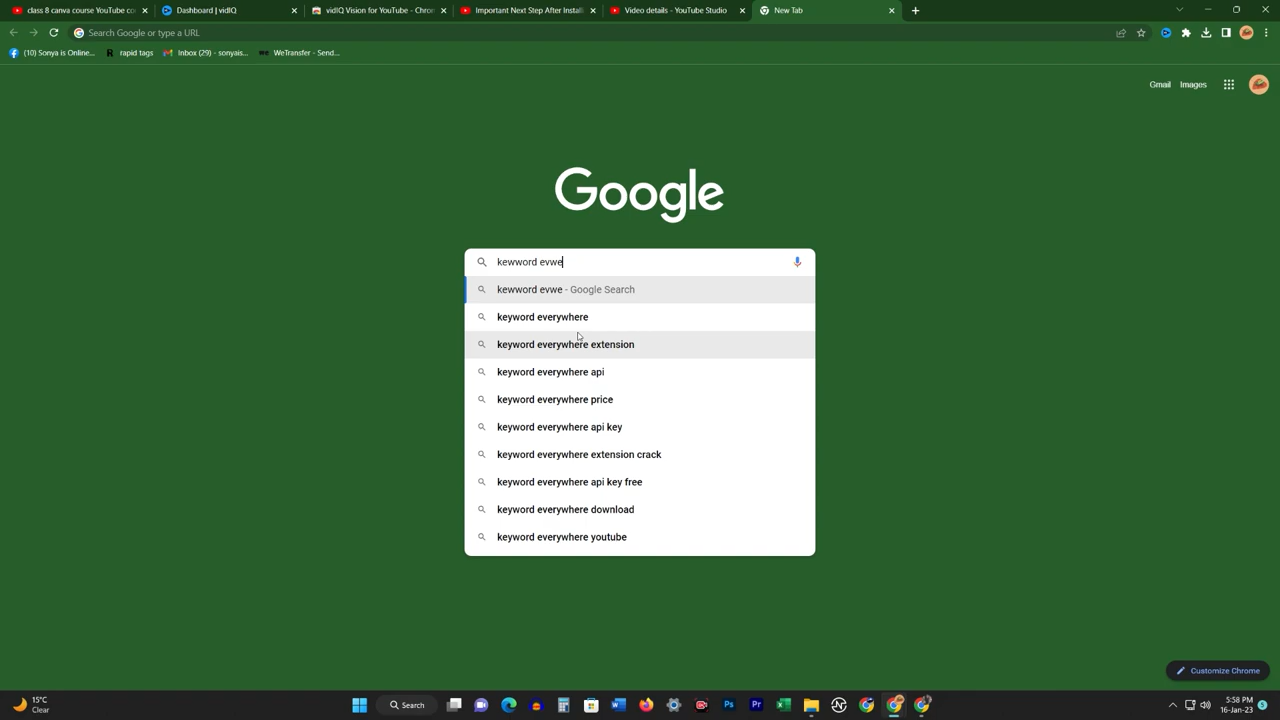 class 8 canva course YouTube co
Dashboard | vidIQ
vidIQ Vision for YouTube - Chrom
Important Next Step After Install
Video details - YouTube Studio
New Tab
Search Google or type a URL
(10) Sonya is Online...
rapid tags
Inbox (29) - sonyais...
WeTransfer - Send...
Gmail
Images
Google
kewword evwe
kewword evwe - Google Search
keyword everywhere
keyword everywhere extension
keyword everywhere api
keyword everywhere price
keyword everywhere api key
keyword everywhere extension crack
keyword everywhere api key free
keyword everywhere download
keyword everywhere youtube
Customize Chrome
15°C
Clear
Search
5:58 PM
16-Jan-23